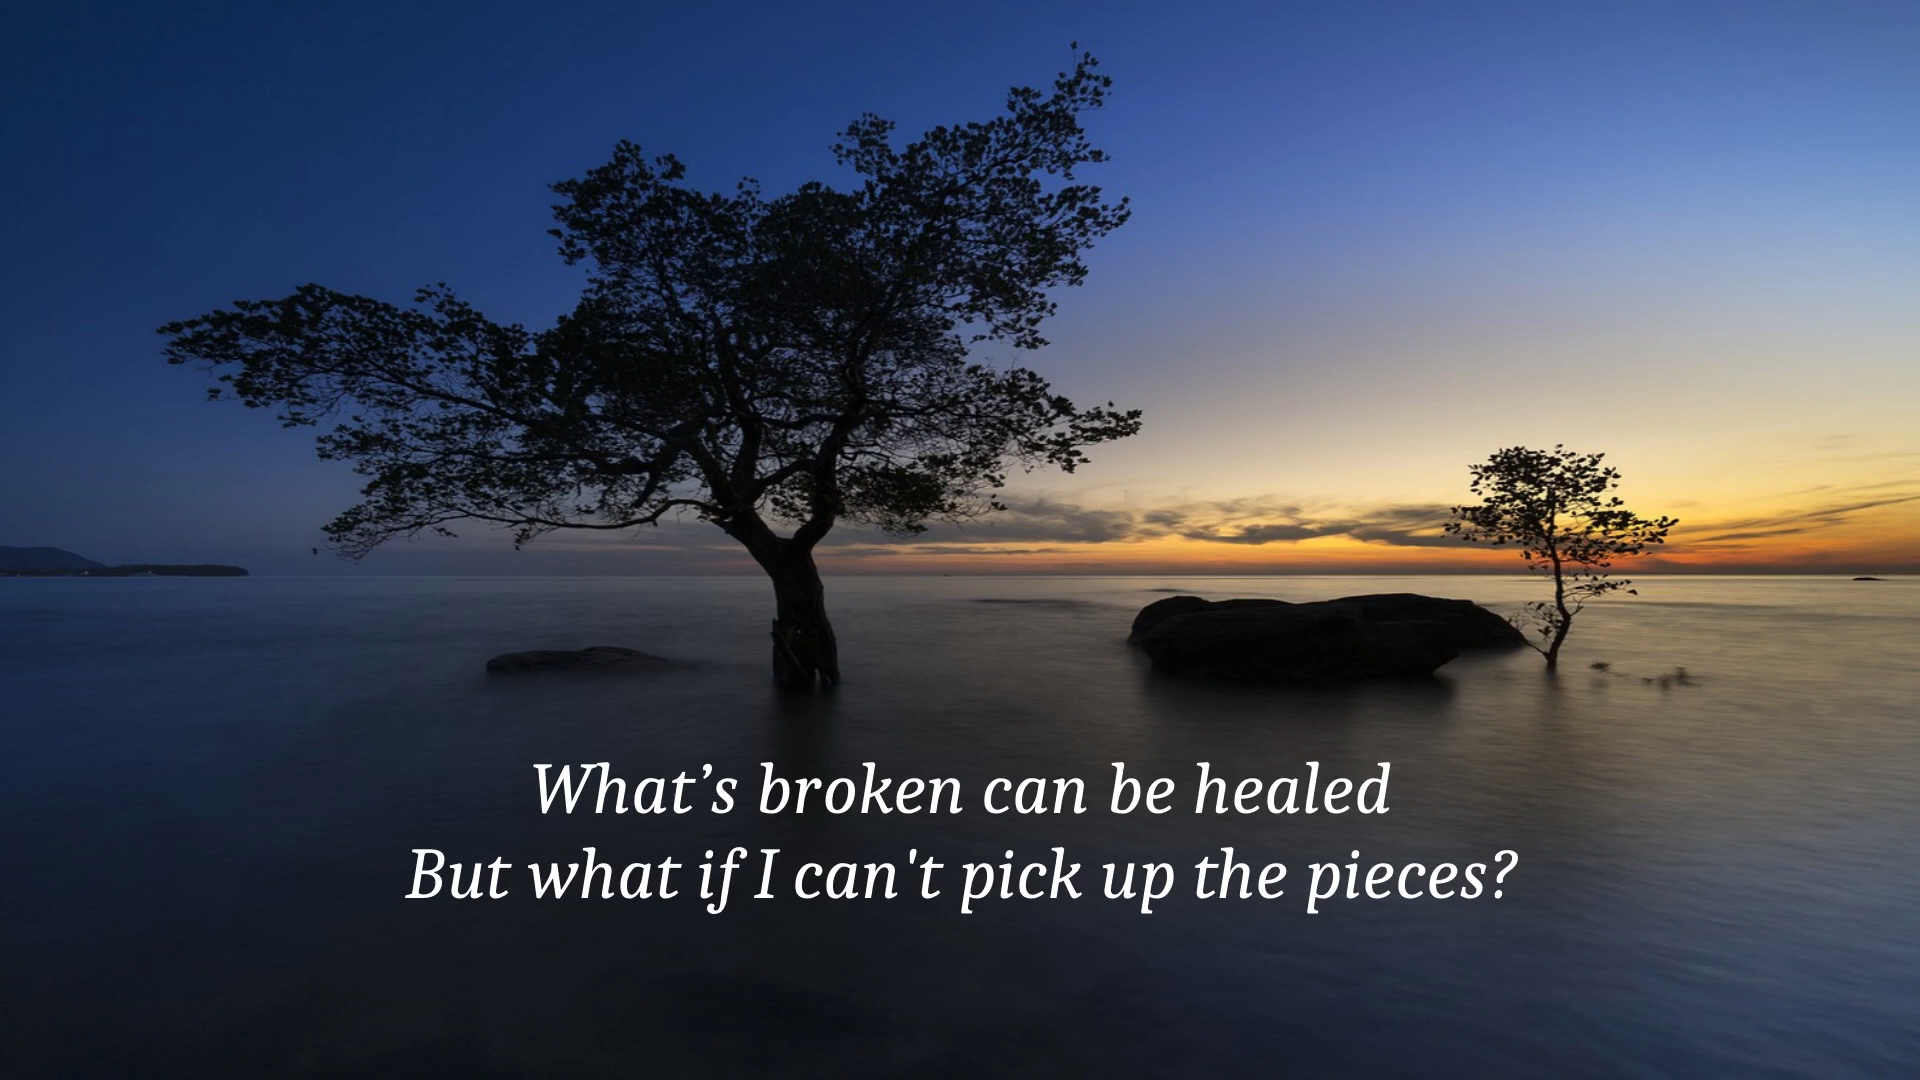 What’s broken can be healed
But what if I can't pick up the pieces?